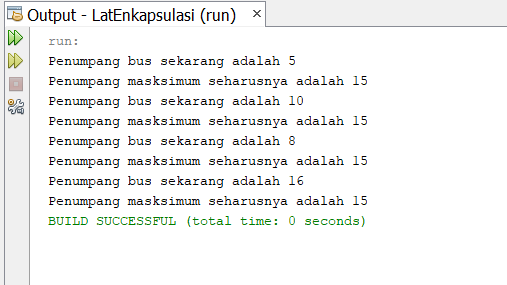 Output - LatEnkapsulasi (run) ×
run:
Penumpang bus sekarang adalah 5
Penumpang masksimum seharusnya adalah 15
Penumpang bus sekarang adalah 10
Penumpang masksimum seharusnya adalah 15
Penumpang bus sekarang adalah 8
Penumpang masksimum seharusnya adalah 15
Penumpang bus sekarang adalah 16
Penumpang masksimum seharusnya adalah 15
BUILD SUCCESSFUL (total time: 0 seconds)